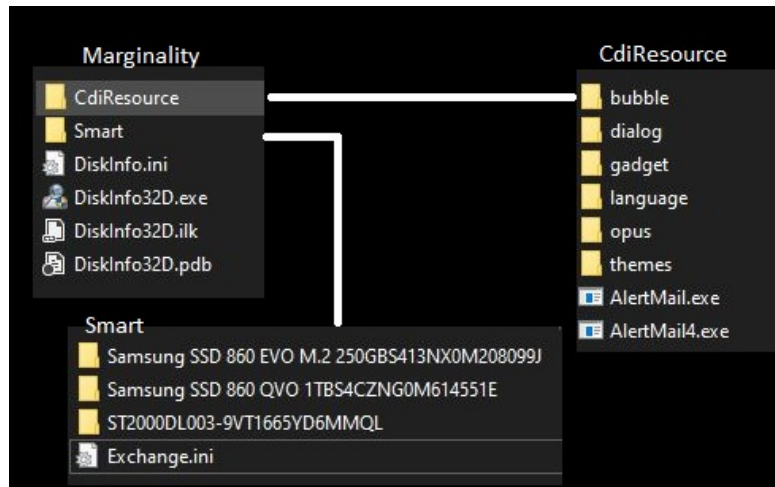 Marginality
CdiResource
Smart
DiskInfo.ini
DiskInfo32D.exe
DiskInfo32D.ilk
DiskInfo32D.pdb
CdiResource
bubble
dialog
gadget
language
opus
themes
AlertMail.exe
AlertMail4.exe
Smart
Samsung SSD 860 EVO M.2 250GBS413NX0M208099J
Samsung SSD 860 QVO 1TBS4CZNG0M614551E
ST2000DL003-9VT1665YD6MMQL
Exchange.ini